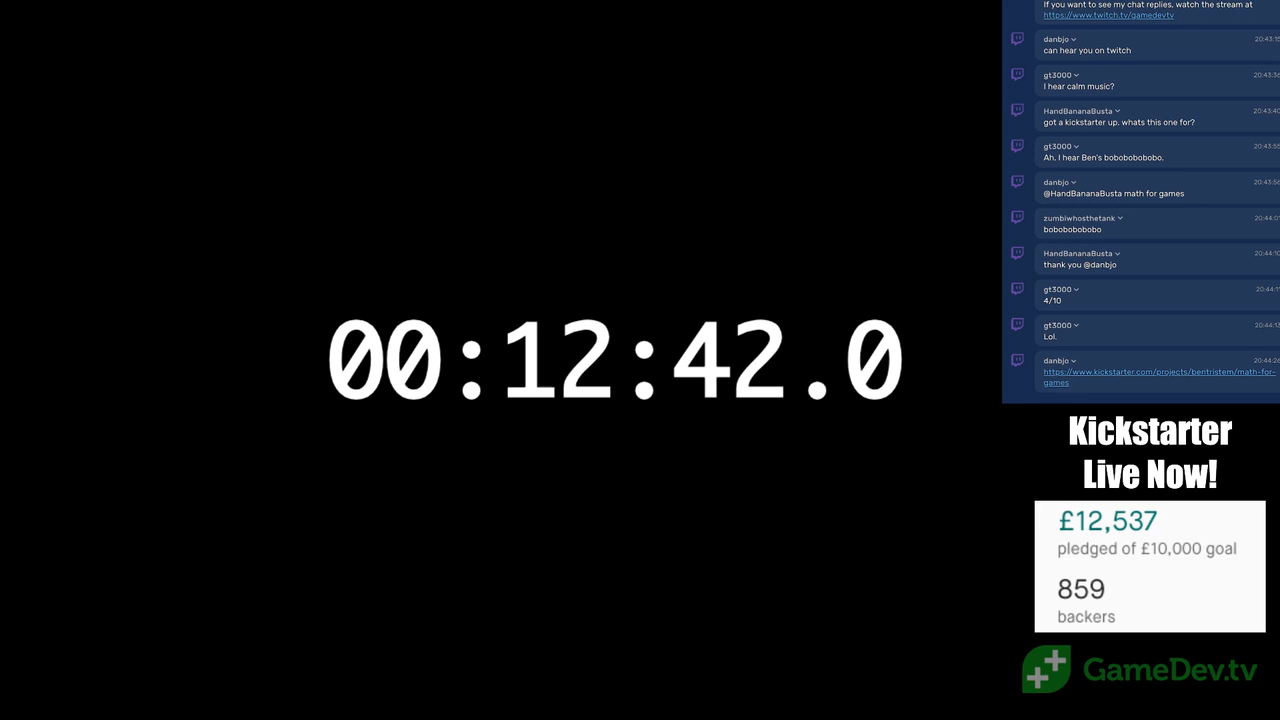 00:12:42.0
If you want to see my chat replies, watch the stream at
https://www.twitch.tv/gamedevtv
danbjo
can hear you on twitch
gt3000
I hear calm music?
HandBananaBusta
got a kickstarter up. whats this one for?
gt3000
Ah, I hear Ben's bobobobobobo.
danbjo
@HandBananaBusta math for games
zumbiwhosthetank
bobobobobobo
HandBananaBusta
thank you @danbjo
gt3000
4/10
gt3000
Lol.
danbjo
https://www.kickstarter.com/projects/bentristem/math-for-
games
Kickstarter
Live Now!
£12,537
pledged of £10,000 goal
859
backers
GameDev.tv